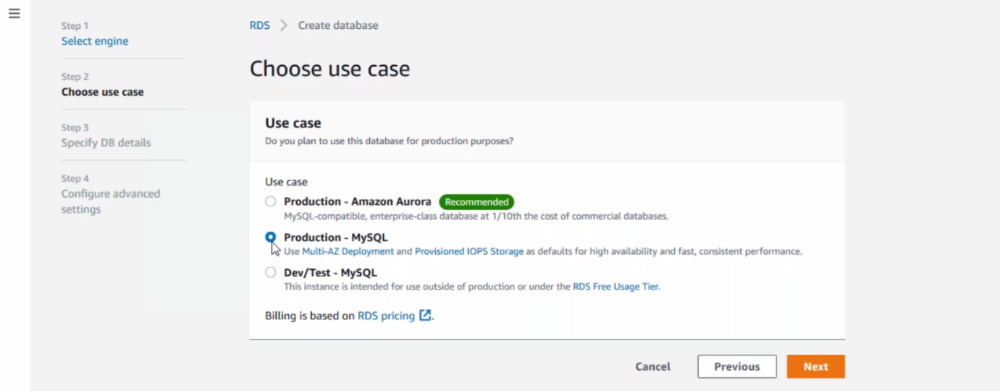 Step 1
Select engine
Step 2
Choose use case
Step 3
Specify DB details
Step 4
Configure advanced
settings
RDS > Create database
Choose use case
Use case
Do you plan to use this database for production purposes?
Use case
Production - Amazon Aurora Recommended
MySQL-compatible, enterprise-class database at 1/10th the cost of commercial databases.
Production - MySQL
Use Multi-AZ Deployment and Provisioned IOPS Storage as defaults for high availability and fast, consistent performance.
Dev/Test - MySQL
This instance is intended for use outside of production or under the RDS Free Usage Tier.
Billing is based on RDS pricing.
Cancel Previous Next